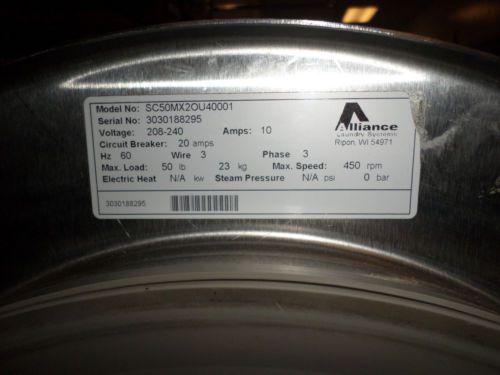 Model No: SC50MX2OU40001
Serial No: 3030188295
Voltage: 208-240 Amps: 10
Circuit Breaker: 20 amps
Hz 60 Wire 3 Phase 3
Max. Load: 50 lb 23 kg Max. Speed: 450 rpm
Electric Heat N/A kw Steam Pressure N/A psi 0 bar
3030188295
Alliance
Laundry Systems
Ripon, WI 54971